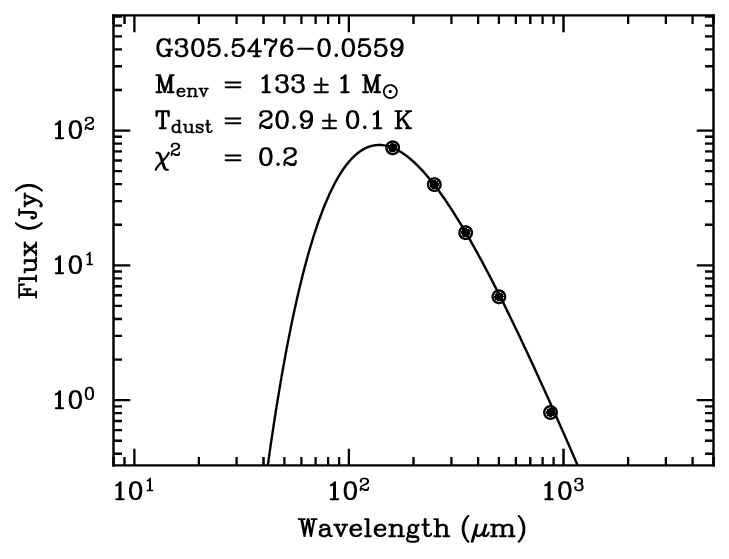 G305.5476−0.0559
M_env = 133 ± 1 M_⊙
T_dust = 20.9 ± 0.1 K
χ² = 0.2
Flux (Jy)
10²
10¹
10⁰
10¹ 10² 10³
Wavelength (μm)